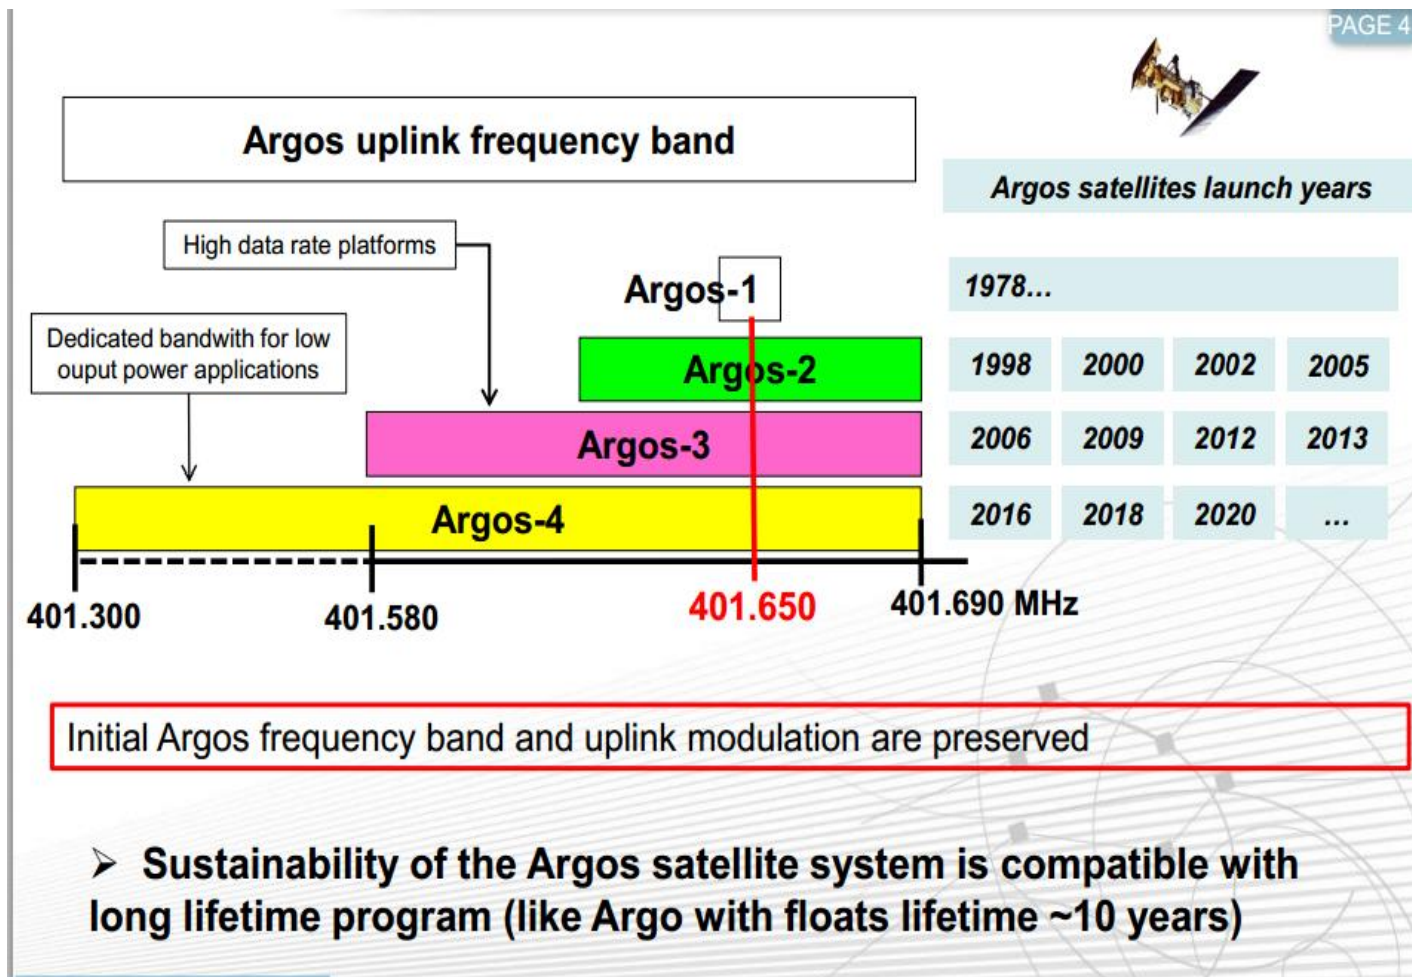 PAGE 4
Argos uplink frequency band
Argos satellites launch years
High data rate platforms
Argos-1
1978...
Dedicated bandwith for low
ouput power applications
Argos-2
1998 2000 2002 2005
Argos-3
2006 2009 2012 2013
Argos-4
2016 2018 2020 ...
401.300 401.580 401.650 401.690 MHz
Initial Argos frequency band and uplink modulation are preserved
➢ Sustainability of the Argos satellite system is compatible with
long lifetime program (like Argo with floats lifetime ~10 years)